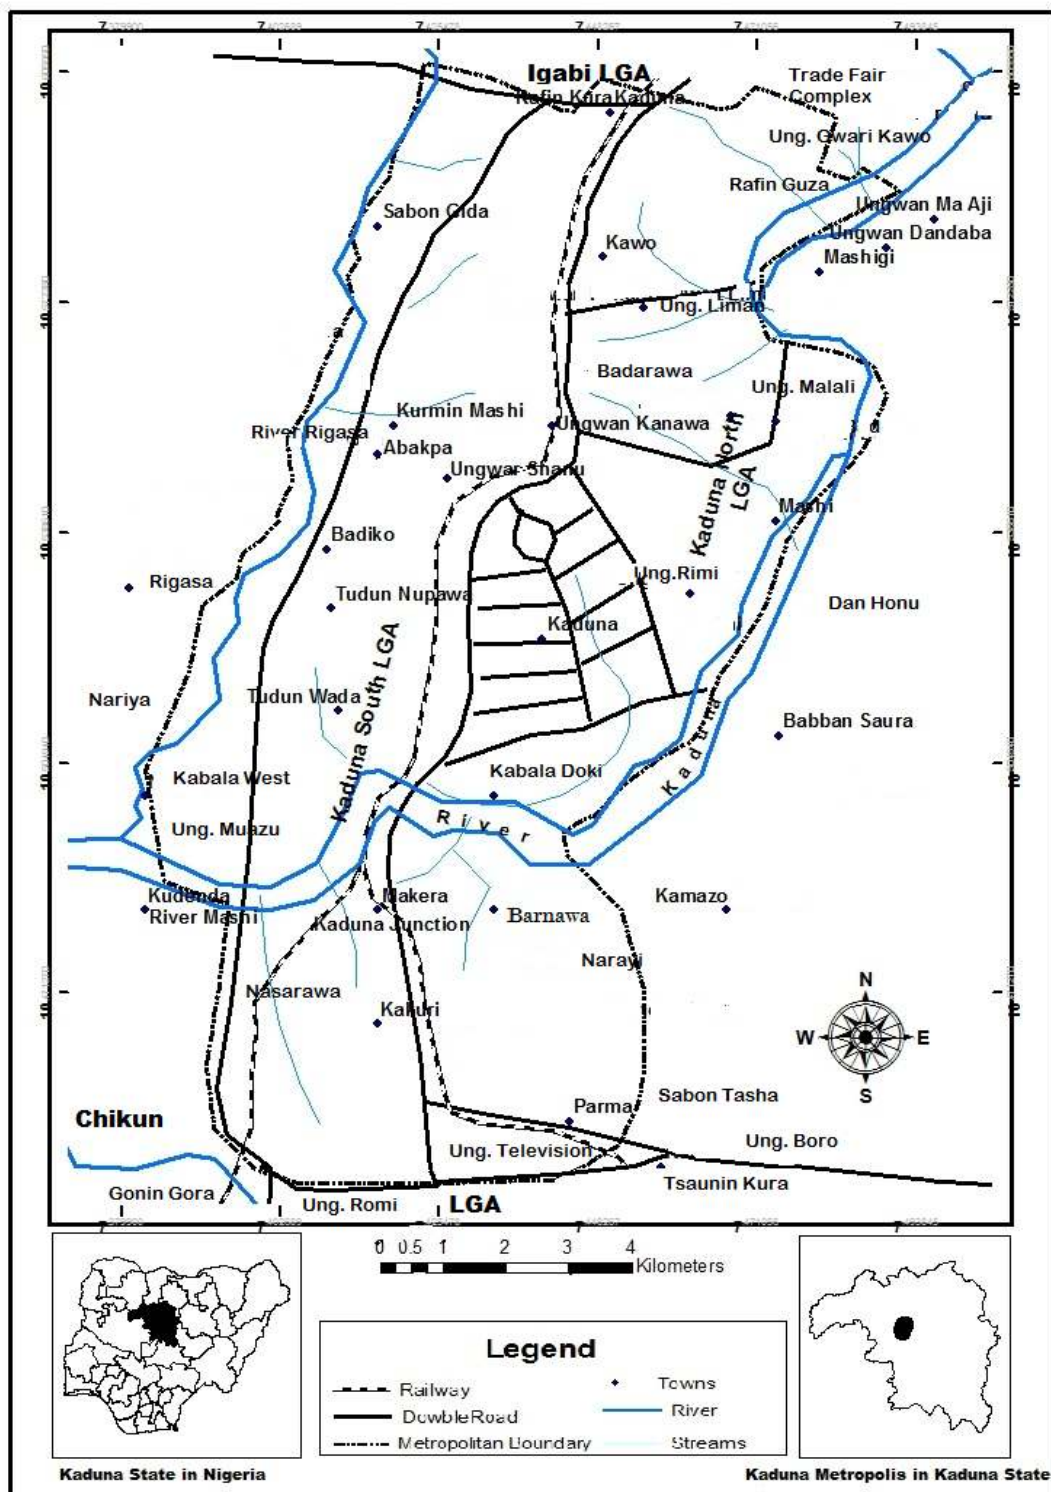 Igabi LGA
Trade Fair
Complex
Rafin Kura Kaduna
Ung. Gwari Kawo
Rafin Guza
Sabon Gida
Ungwan Ma Aji
Ungwan Dandaba
Kawo
Mashigi
Ung. Liman
Badarawa
Ung. Malali
Kurmin Mashi
Ungwan Kanawa
River Rigasa
Abakpa
Ungwar Shanu
Kaduna North
LGA
Mashi
Badiko
Rigasa
Ung.Rimi
Tudun Nupawa
Dan Honu
Kaduna
Kaduna South LGA
Nariya
Tudun Wada
Babban Saura
Kaduna
Kabala West
Kabala Doki
Ung. Muazu
River
Kudenda
River Mashi
Makera
Kaduna Junction
Barnawa
Kamazo
Narayi
Nasarawa
Kakuri
N
W
E
S
Sabon Tasha
Parma
Chikun
Ung. Television
Ung. Boro
Gonin Gora
Ung. Romi
LGA
Tsaunin Kura
0 0.5 1 2 3 4
Kilometers
Legend
Railway
Dowble Road
Metropolitan Boundary
Towns
River
Streams
Kaduna State in Nigeria
Kaduna Metropolis in Kaduna State